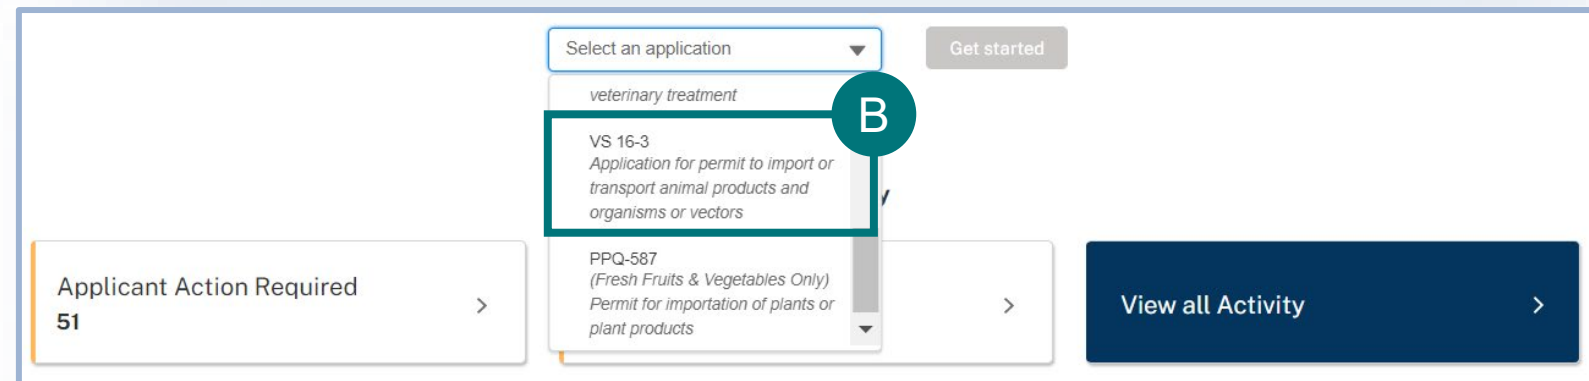 Select an application
Get started
veterinary treatment
B
VS 16-3
Application for permit to import or
transport animal products and
organisms or vectors
y
PPQ-587
(Fresh Fruits & Vegetables Only)
Permit for importation of plants or
plant products
Applicant Action Required
51
View all Activity